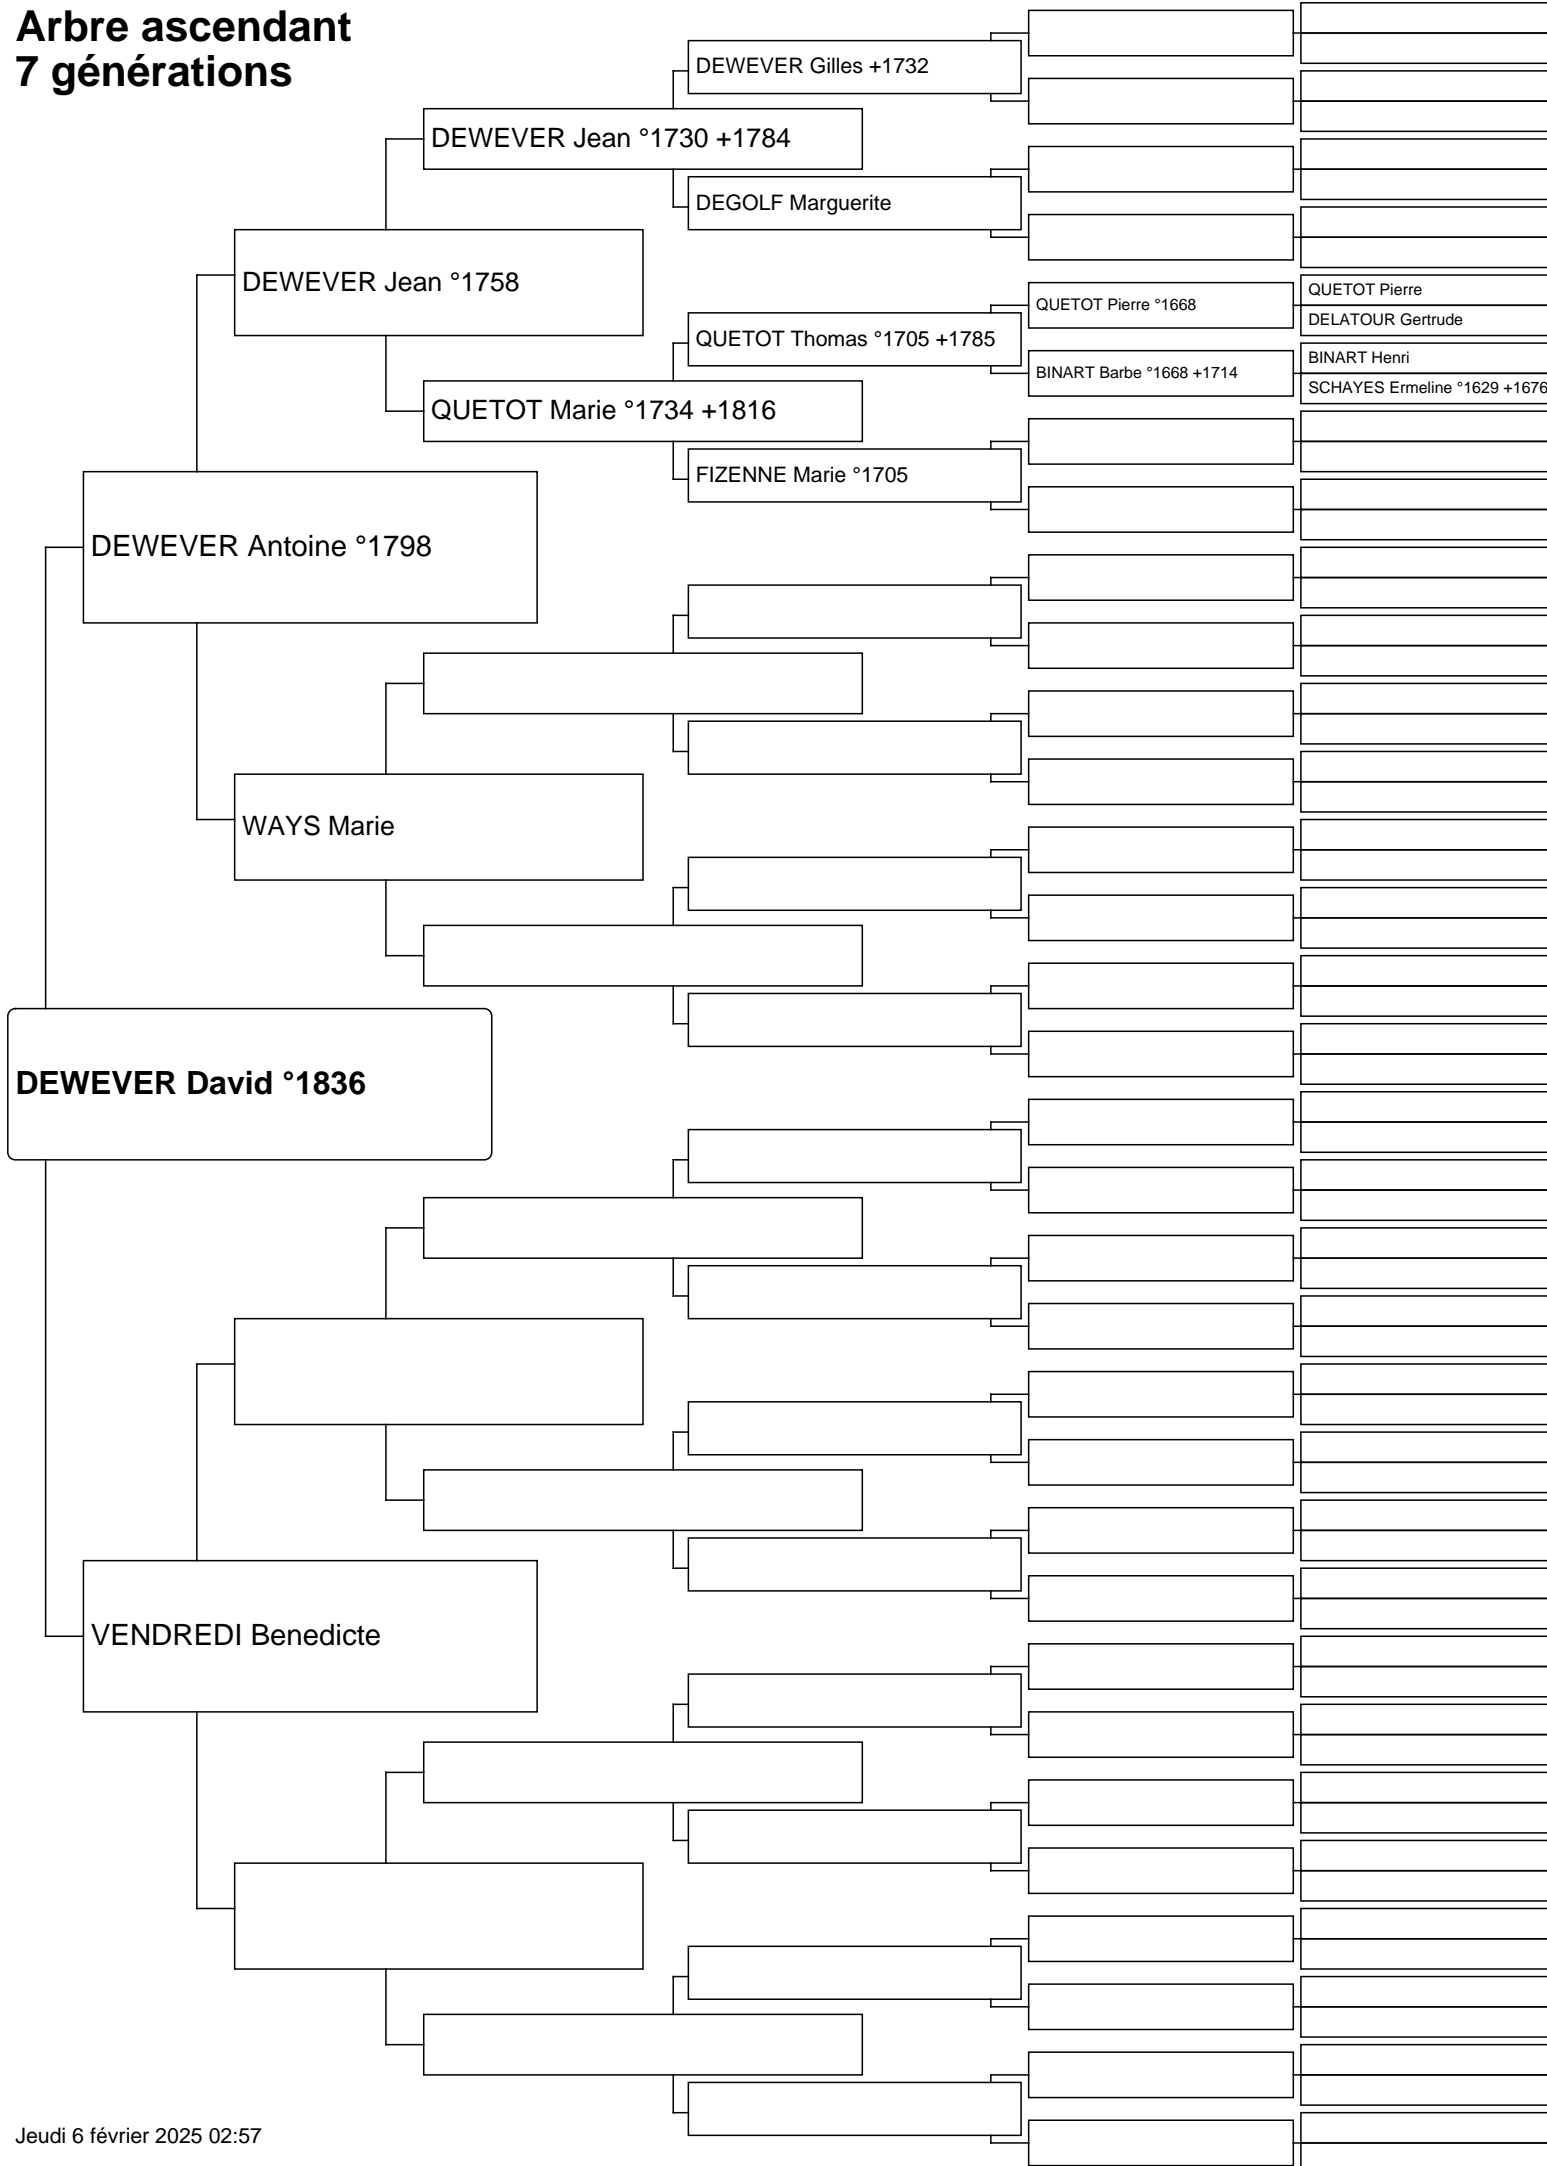 Arbre ascendant
7 générations
DEWEVER Gilles +1732
DEWEVER Jean °1730 +1784
DEGOLF Marguerite
DEWEVER Jean °1758
QUETOT Pierre
QUETOT Pierre °1668
DELATOUR Gertrude
QUETOT Thomas °1705 +1785
BINART Henri
BINART Barbe °1668 +1714
SCHAYES Ermeline °1629 +1676
QUETOT Marie °1734 +1816
FIZENNE Marie °1705
DEWEVER Antoine °1798
WAYS Marie
DEWEVER David °1836
VENDREDI Benedicte
Jeudi 6 février 2025 02:57